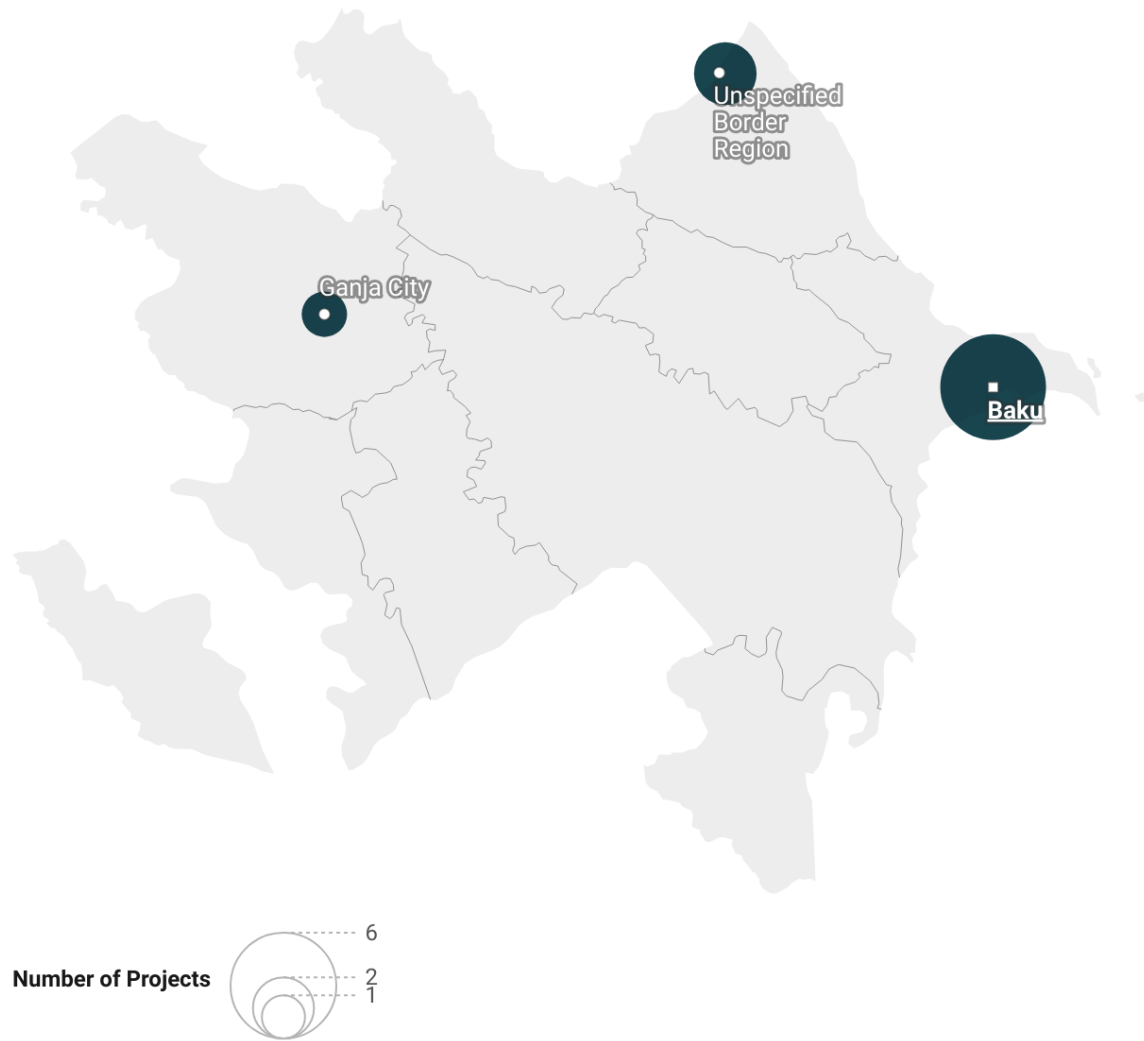 Unspecified
Border
Region
Ganja City
Baku
6
Number of Projects
2
1